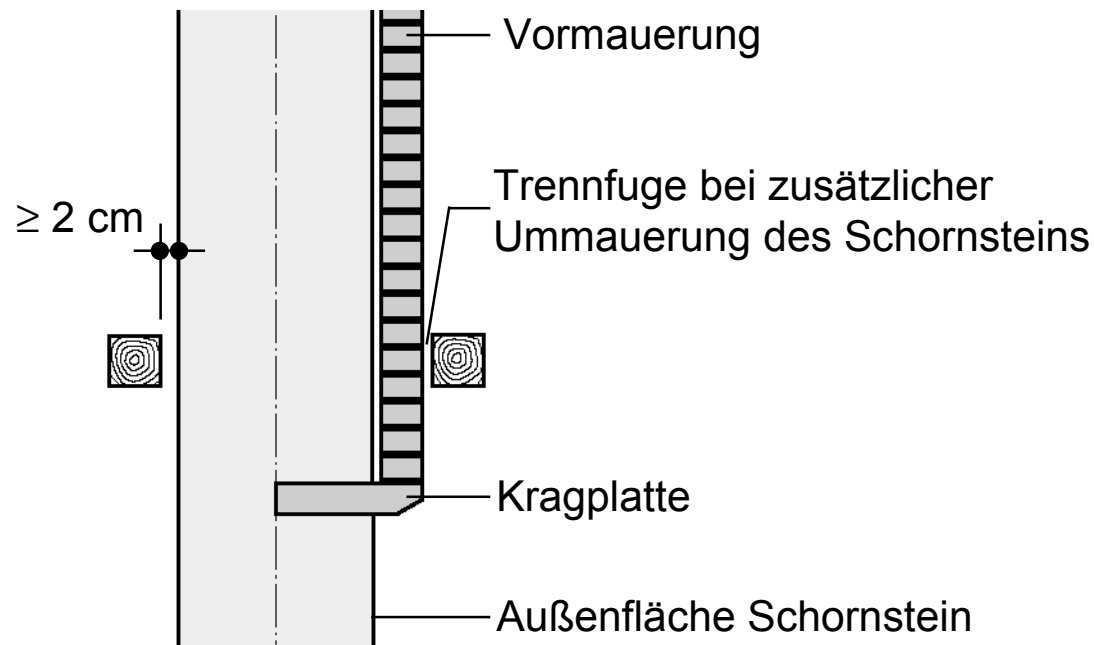 Vormauerung
Trennfuge bei zusätzlicher
Ummauerung des Schornsteins
≥ 2 cm
Kragplatte
Außenfläche Schornstein